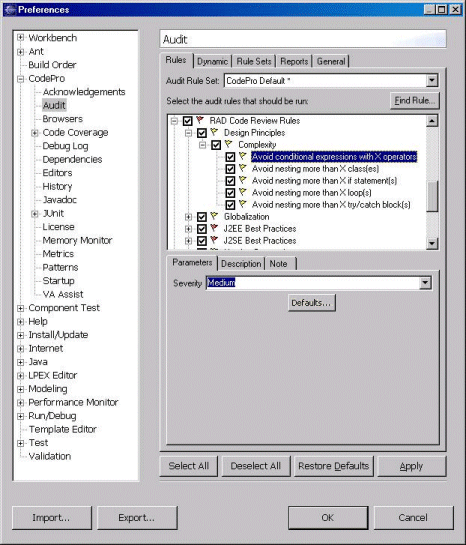 Preferences
Workbench
Ant
Build Order
CodePro
Acknowledgements
Audit
Browsers
Code Coverage
Debug Log
Dependencies
Editors
History
Javadoc
JUnit
License
Memory Monitor
Metrics
Patterns
Startup
VA Assist
Component Test
Help
Install/Update
Internet
Java
LPEX Editor
Modeling
Performance Monitor
Run/Debug
Template Editor
Test
Validation
Audit
Rules Dynamic Rule Sets Reports General
Audit Rule Set: CodePro Default *
Select the audit rules that should be run: Find Rule...
RAD Code Review Rules
Design Principles
Complexity
Avoid conditional expressions with X operators
Avoid nesting more than X class(es)
Avoid nesting more than X if statement(s)
Avoid nesting more than X loop(s)
Avoid nesting more than X try/catch block(s)
Globalization
J2EE Best Practices
J2SE Best Practices
Parameters Description Note
Severity Medium
Defaults...
Select All Deselect All Restore Defaults Apply
Import... Export... OK Cancel